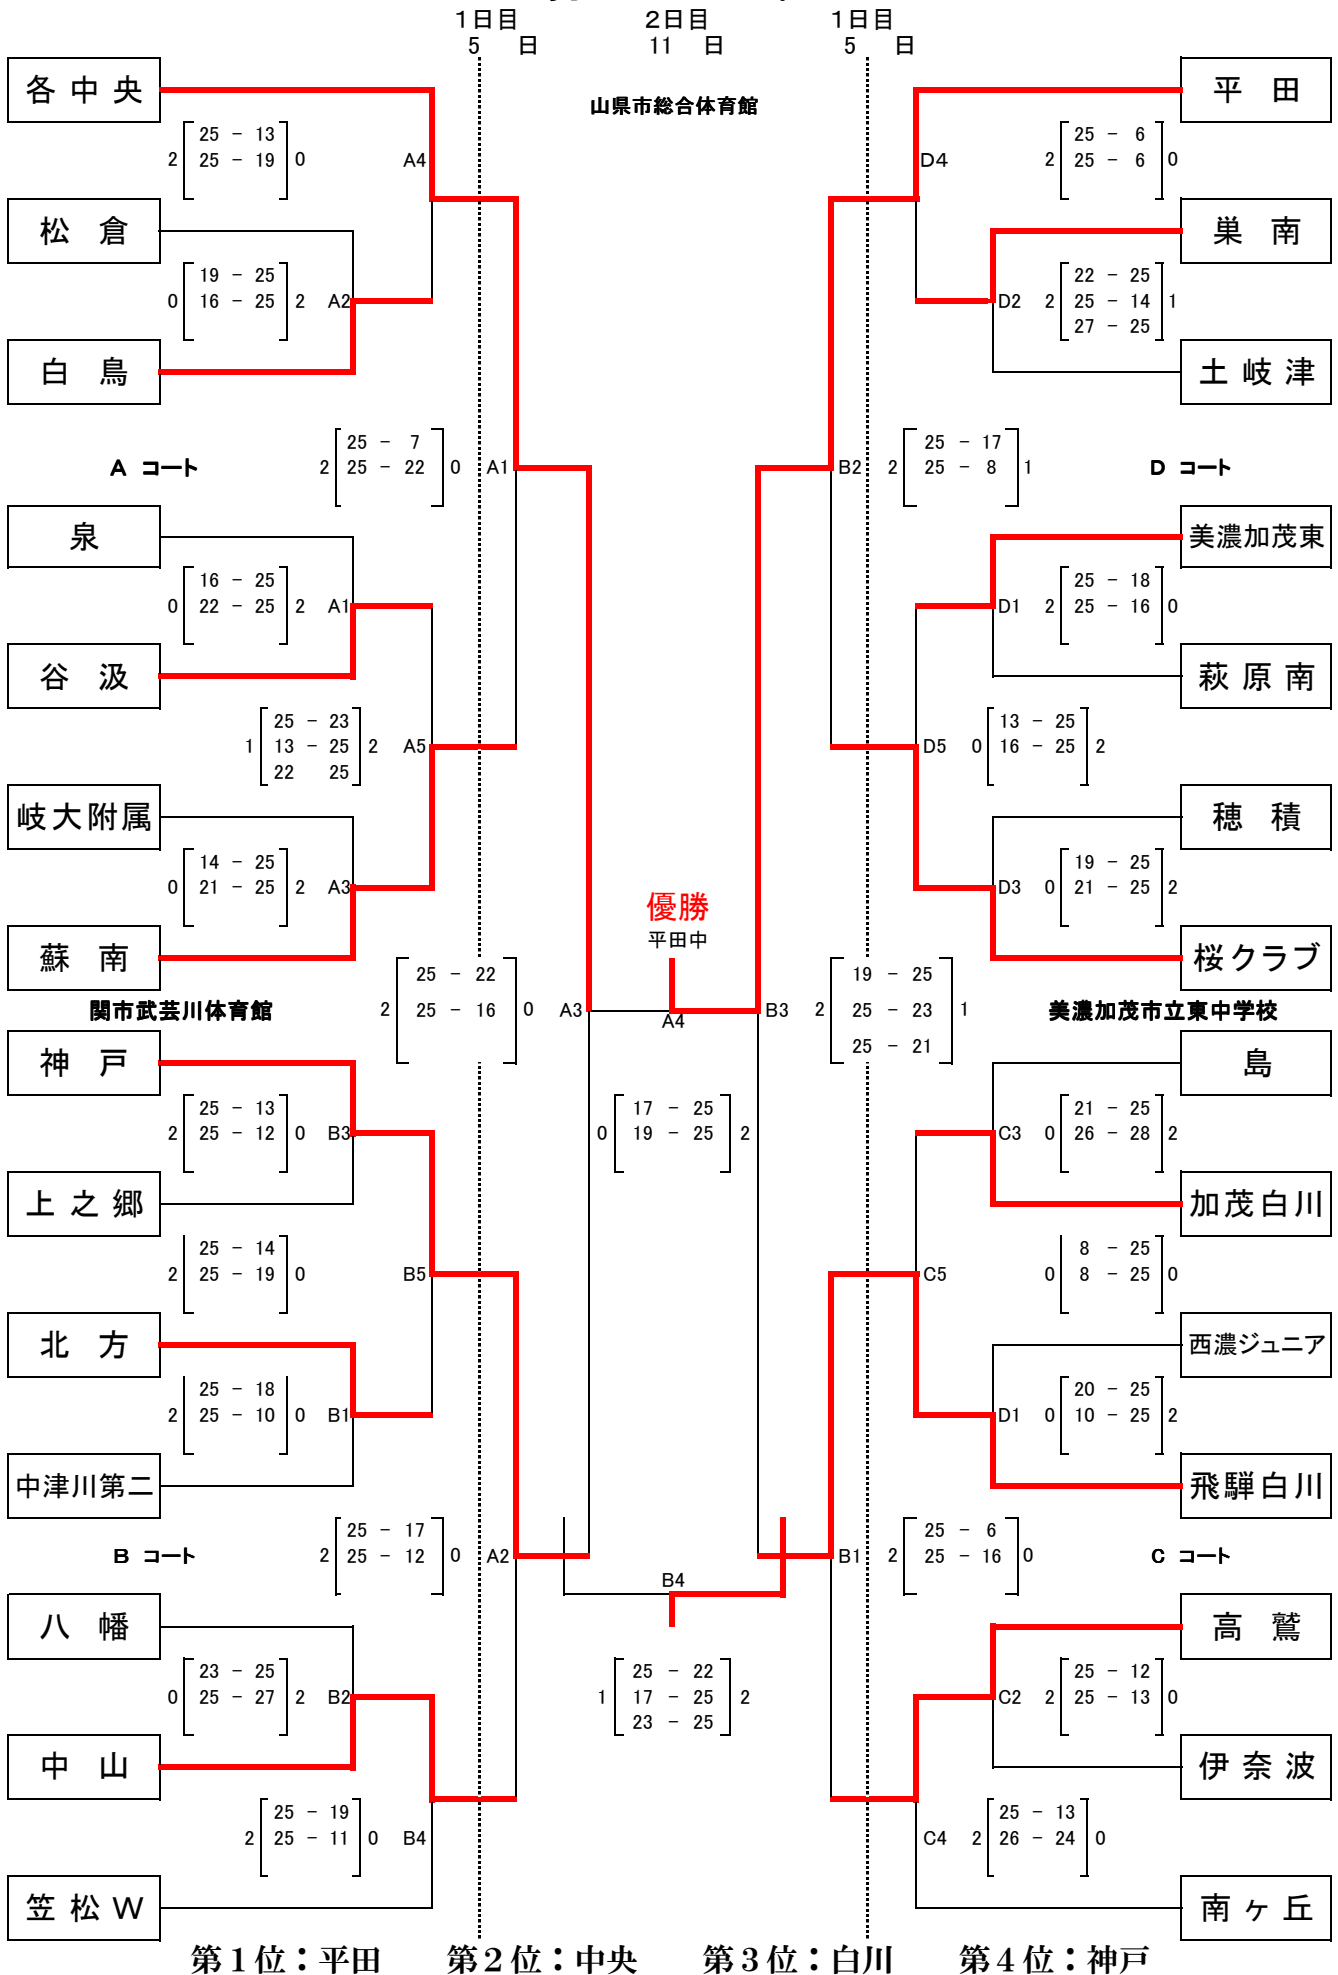 1日目 2日目 1日目
5 日 11 日 5 日
山県市総合体育館
各中央
25 - 13
2 25 - 19 0 A4
松倉
19 - 25
0 16 - 25 2 A2
白鳥
25 - 7
A コート 2 25 - 22 0 A1
泉
16 - 25
0 22 - 25 2 A1
谷汲
25 - 23
1 13 - 25 2 A5
22 25
岐大附属
14 - 25
0 21 - 25 2 A3
蘇南
25 - 22
関市武芸川体育館 2 25 - 16 0 A3
神戸
25 - 13
2 25 - 12 0 B3
上之郷
25 - 14
2 25 - 19 0 B5
北方
25 - 18
2 25 - 10 0 B1
中津川第二
25 - 17
B コート 2 25 - 12 0 A2
八幡
23 - 25
0 25 - 27 2 B2
中山
25 - 19
2 25 - 11 0 B4
笠松W
優勝
平田中
A4
17 - 25
0 19 - 25 2
B4
25 - 22
1 17 - 25 2
23 - 25
平田
25 - 6
D4 2 25 - 6 0
巣南
22 - 25
D2 2 25 - 14 1
27 - 25
土岐津
25 - 17
B2 2 25 - 8 1 D コート
美濃加茂東
25 - 18
D1 2 25 - 16 0
萩原南
13 - 25
D5 0 16 - 25 2
穂積
19 - 25
D3 0 21 - 25 2
桜クラブ
19 - 25
B3 2 25 - 23 1 美濃加茂市立東中学校
25 - 21
島
21 - 25
C3 0 26 - 28 2
加茂白川
8 - 25
C5 0 8 - 25 0
西濃ジュニア
20 - 25
D1 0 10 - 25 2
飛騨白川
25 - 6
B1 2 25 - 16 0 C コート
高鷲
25 - 12
C2 2 25 - 13 0
伊奈波
25 - 13
C4 2 26 - 24 0
南ヶ丘
第1位：平田 第2位：中央 第3位：白川 第4位：神戸